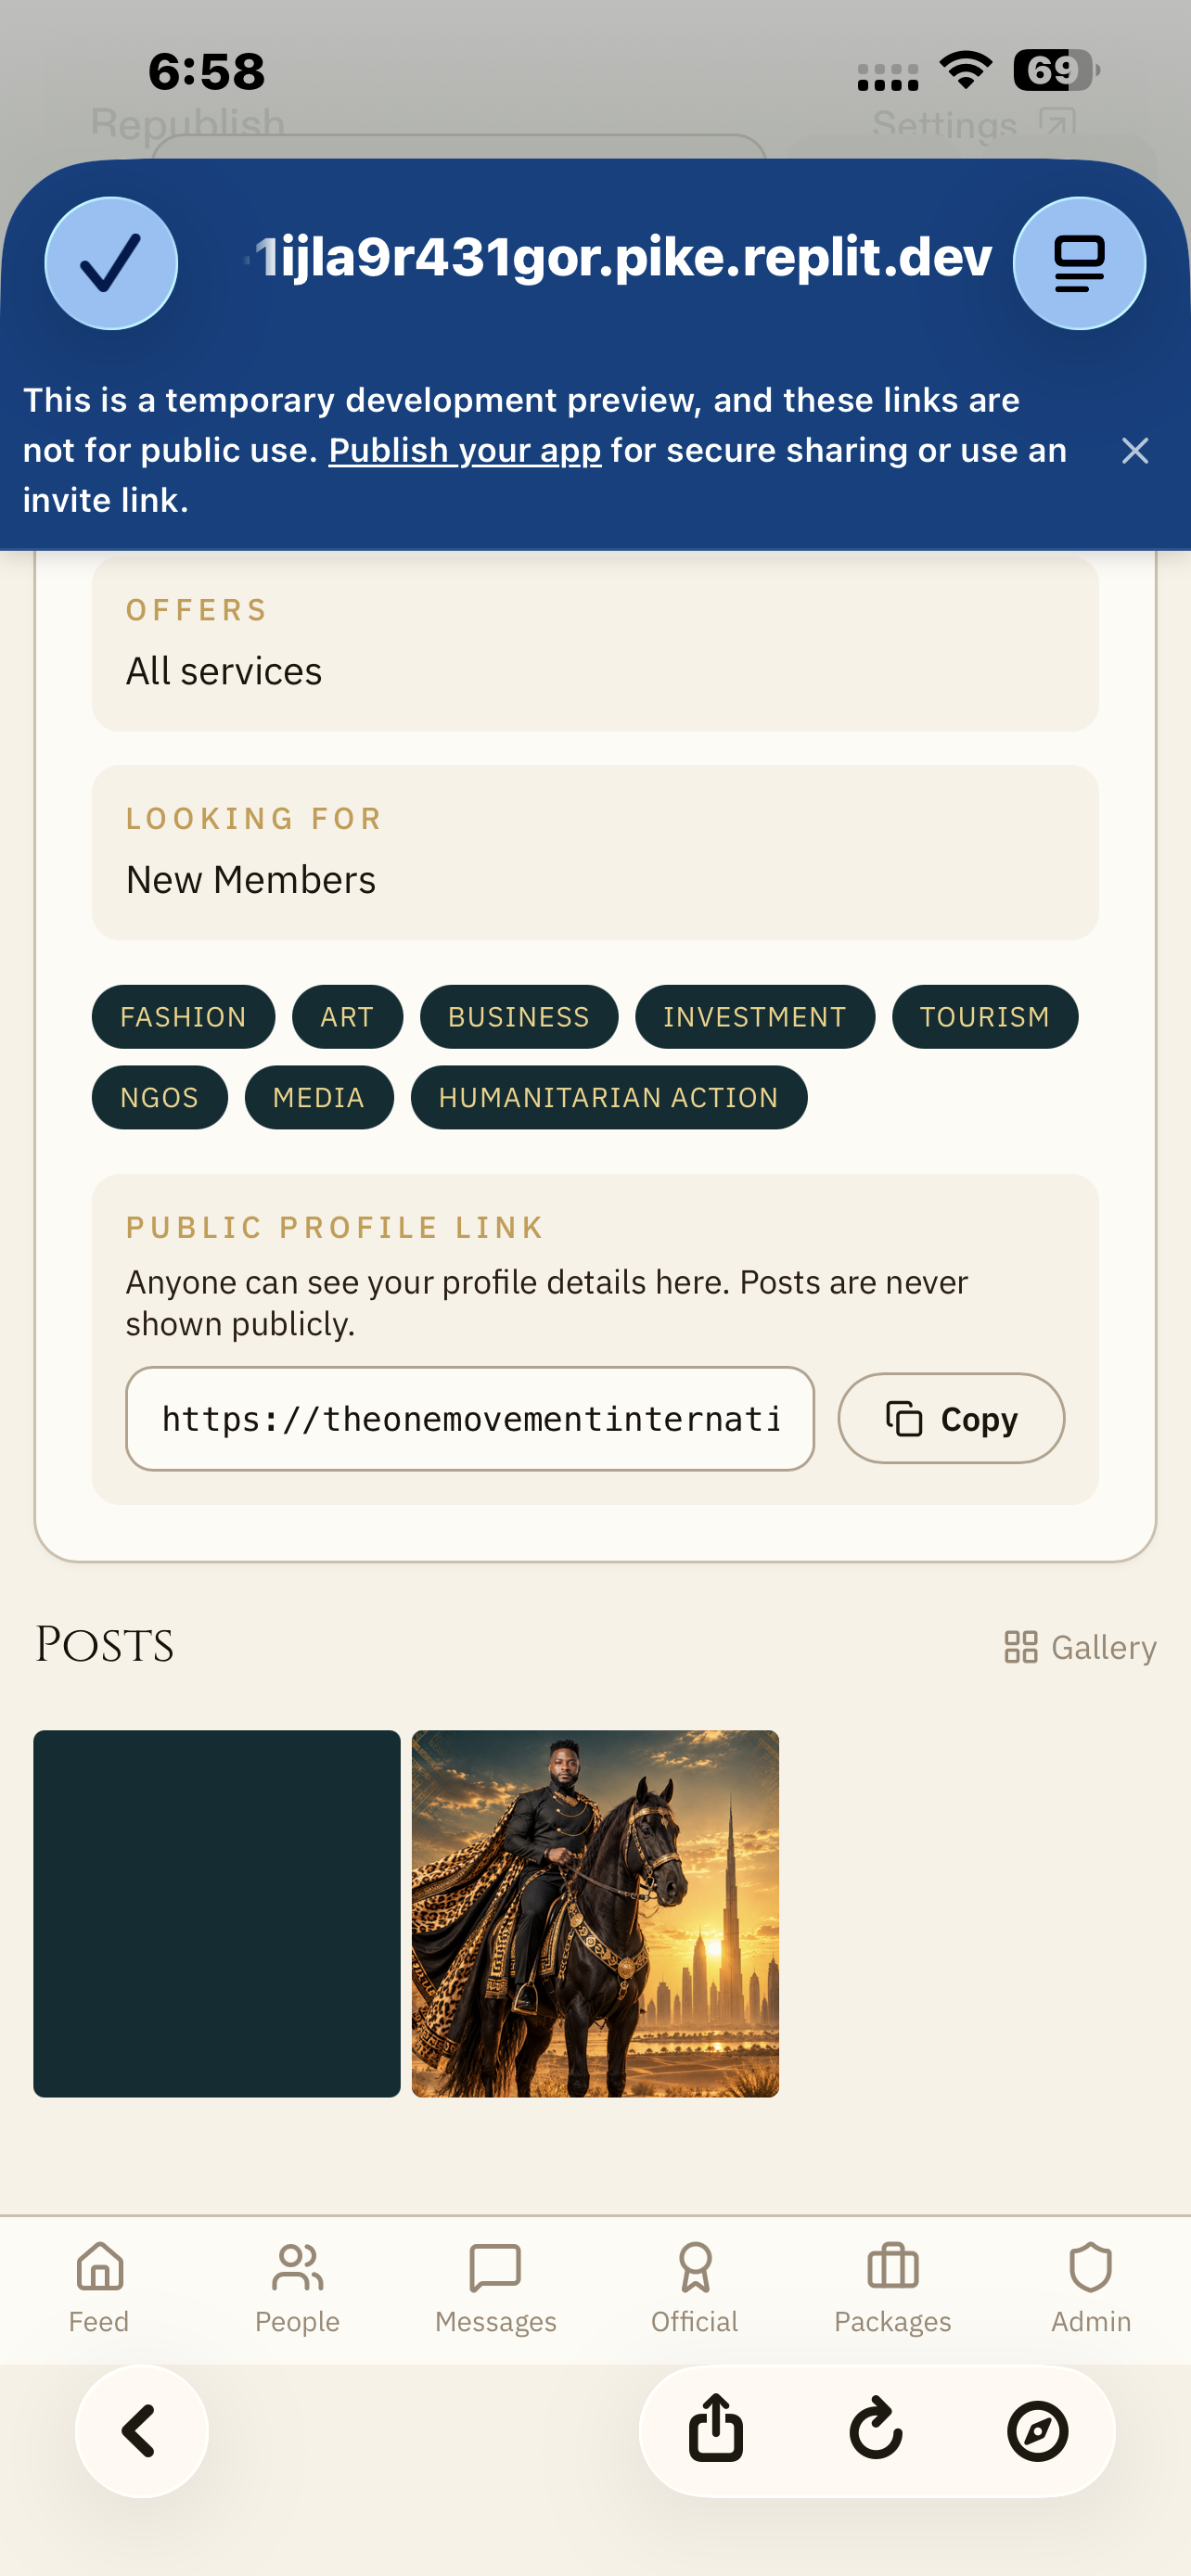 6:58
69
Republish
Settings
1ijla9r431gor.pike.replit.dev
This is a temporary development preview, and these links are
not for public use. Publish your app for secure sharing or use an
invite link.
OFFERS
All services
LOOKING FOR
New Members
FASHION ART BUSINESS INVESTMENT TOURISM
NGOS MEDIA HUMANITARIAN ACTION
PUBLIC PROFILE LINK
Anyone can see your profile details here. Posts are never
shown publicly.
https://theonemovementinternati
Copy
Posts
Gallery
Feed People Messages Official Packages Admin